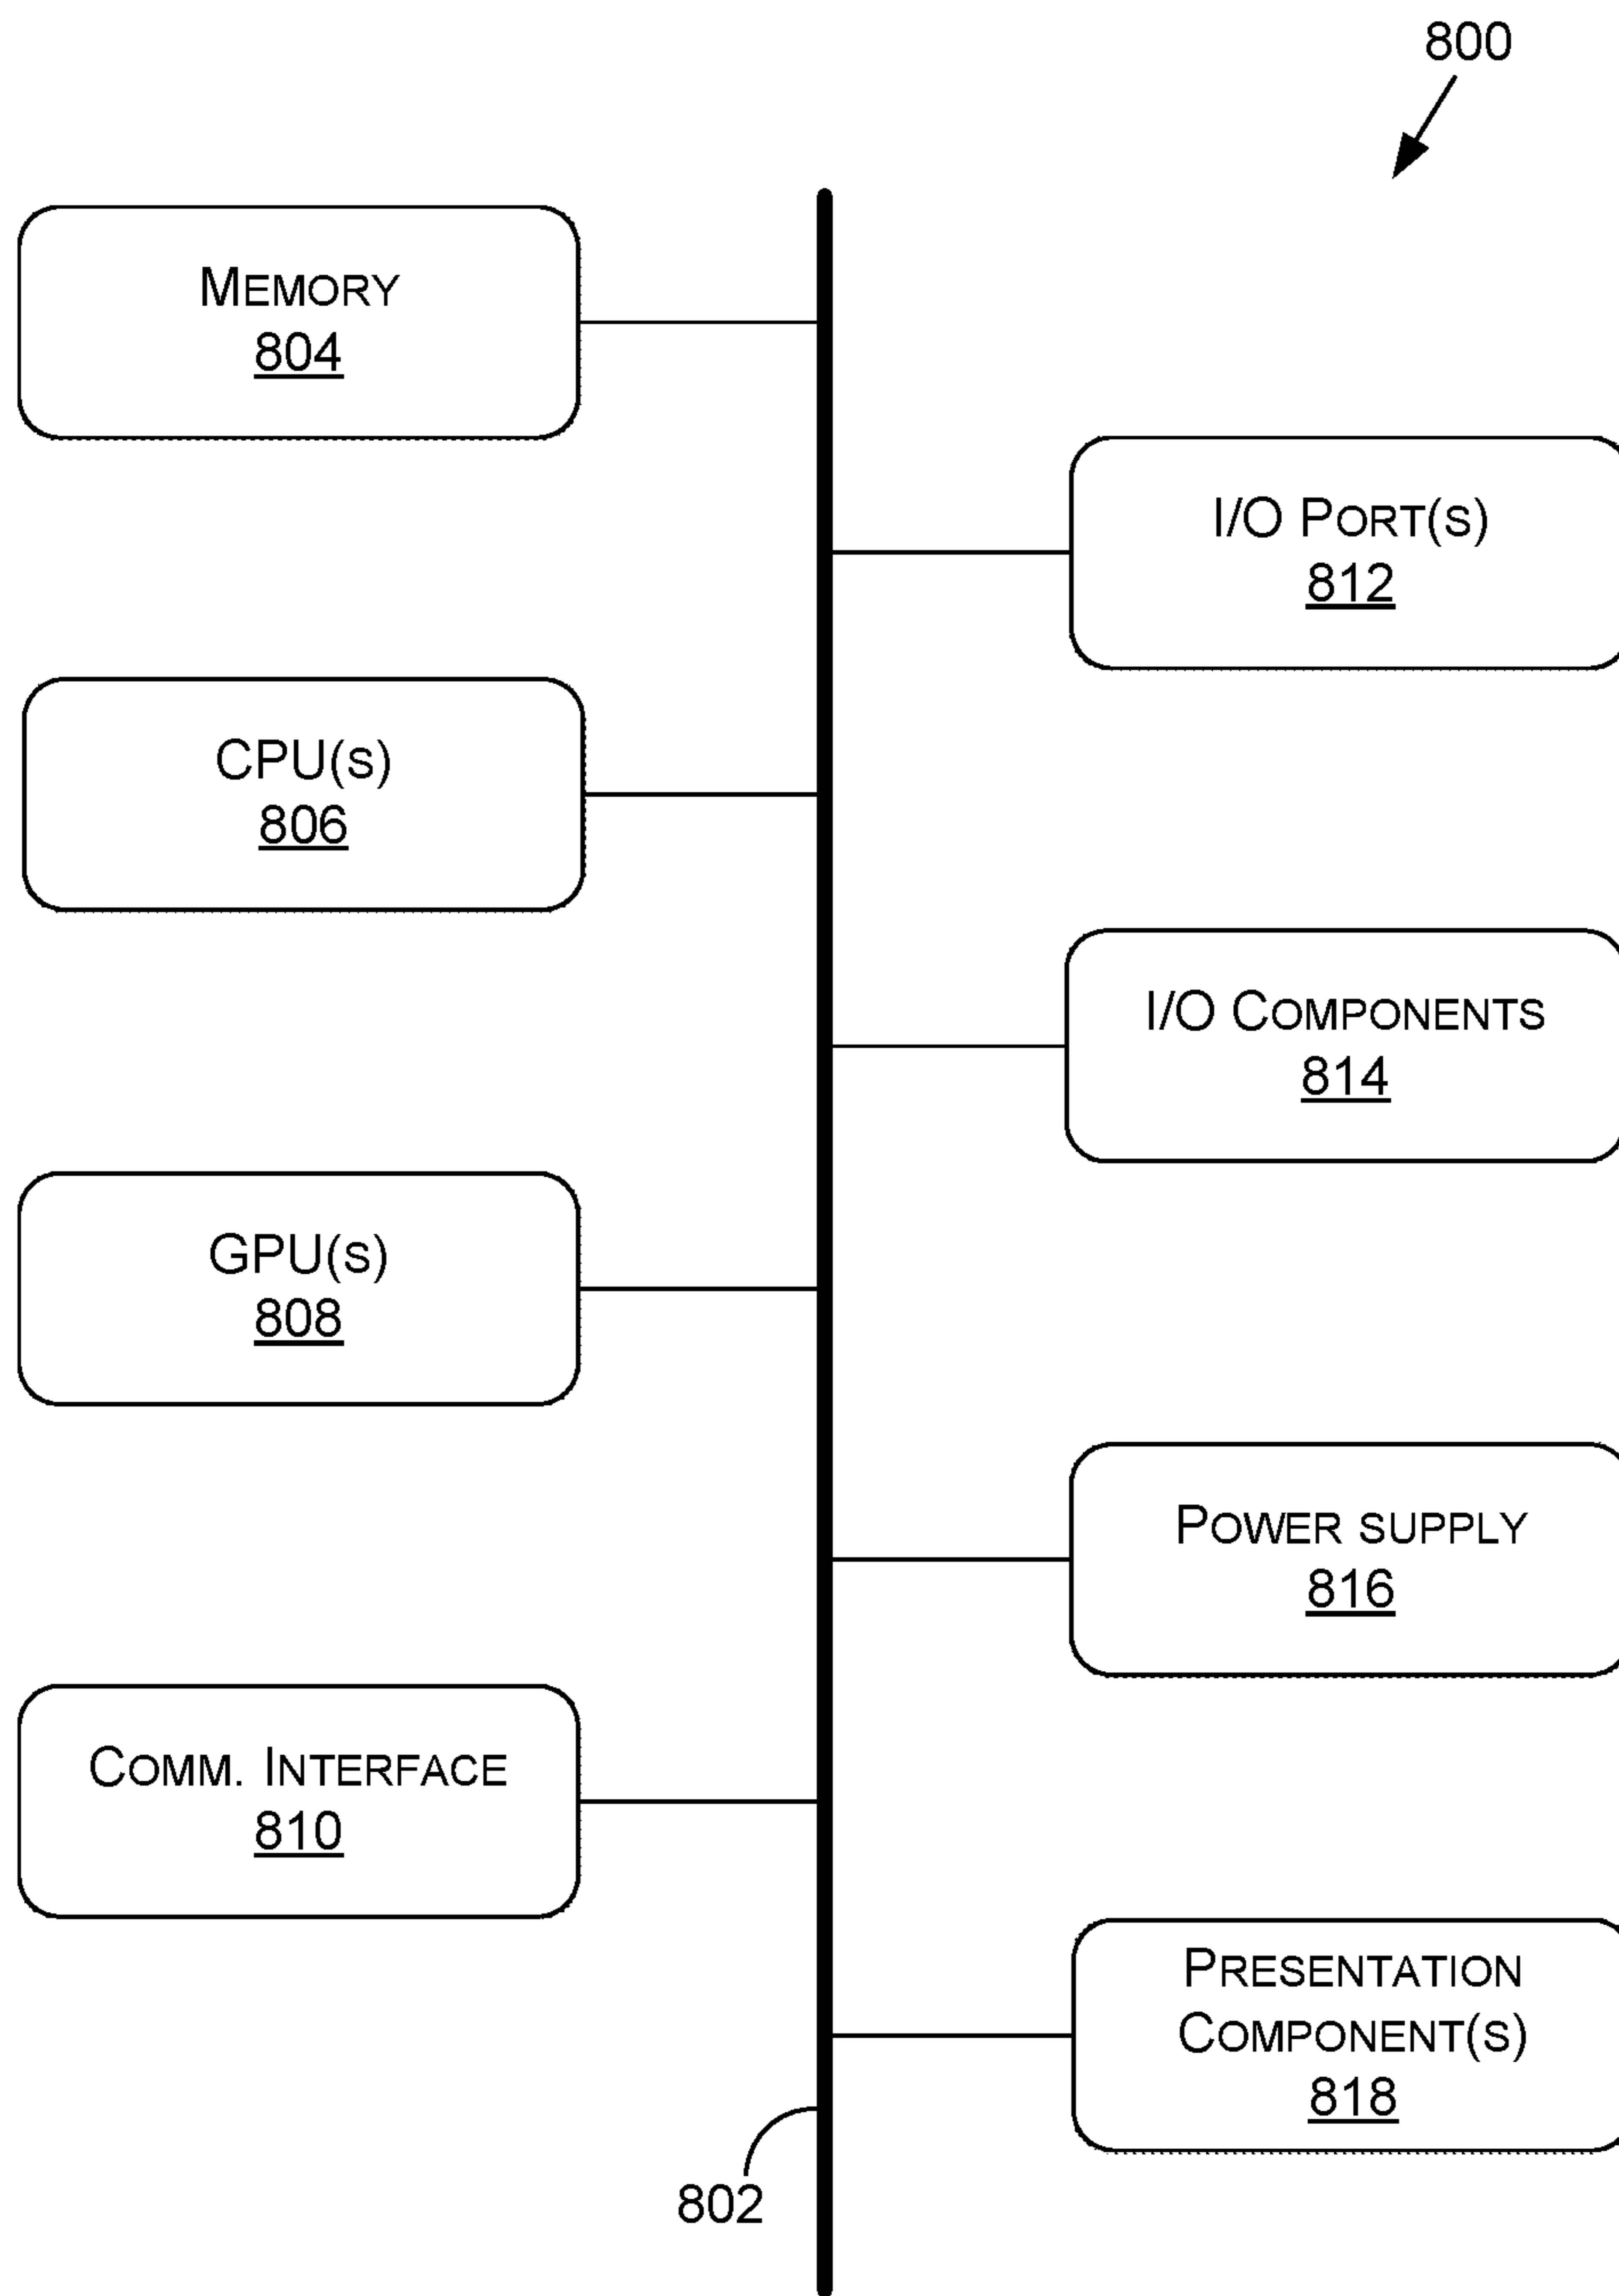 800
MEMORY
804
I/O PORT(S)
812
CPU(S)
806
I/O COMPONENTS
814
GPU(S)
808
POWER SUPPLY
816
COMM. INTERFACE
810
PRESENTATION
COMPONENT(S)
818
802